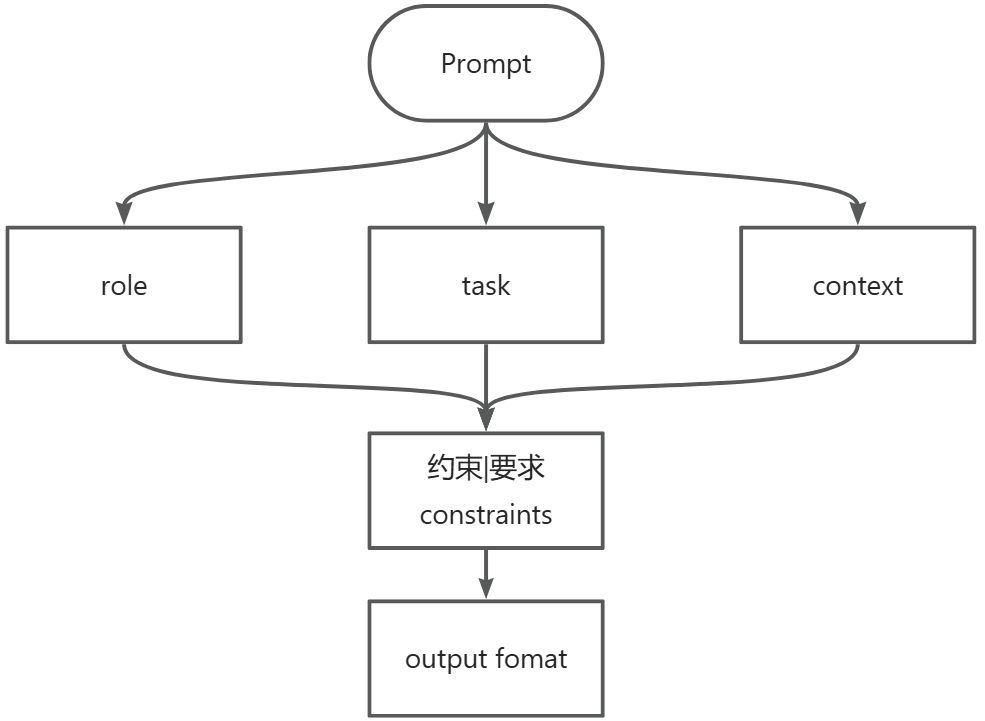 Prompt
role
task
context
约束|要求
constraints
output fomat